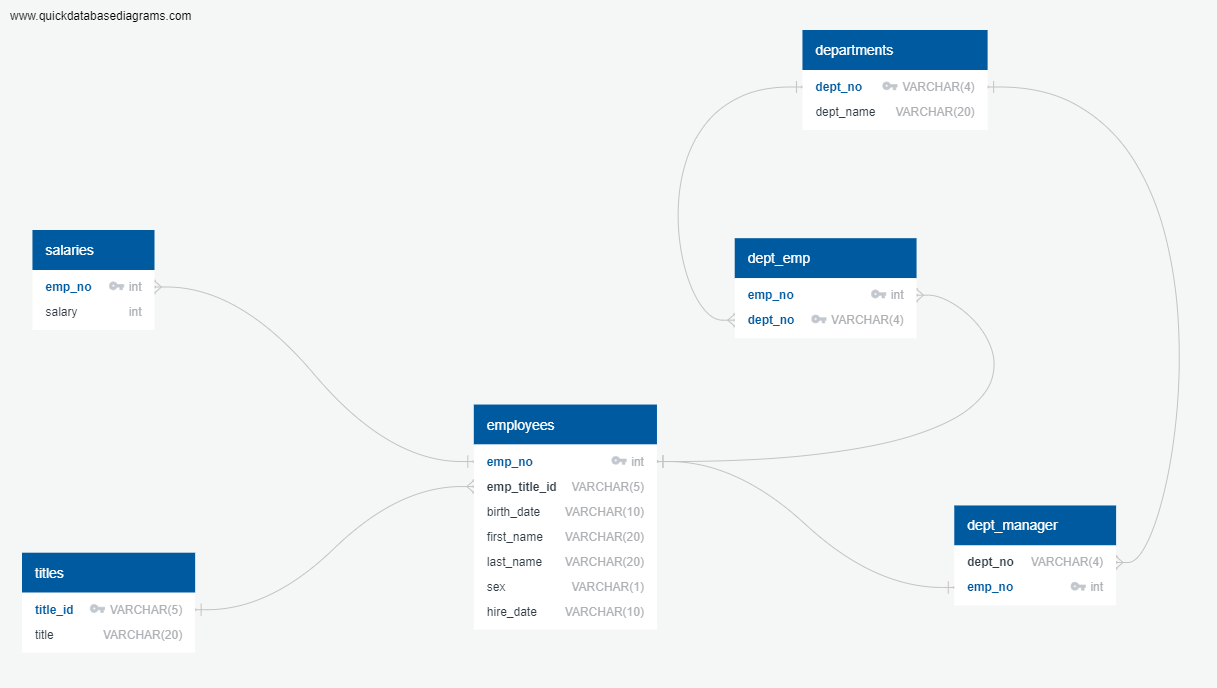 www.quickdatabasediagrams.com
departments
dept_no VARCHAR(4)
dept_name VARCHAR(20)
salaries
emp_no int
salary int
dept_emp
emp_no int
dept_no VARCHAR(4)
employees
emp_no int
emp_title_id VARCHAR(5)
birth_date VARCHAR(10)
first_name VARCHAR(20)
last_name VARCHAR(20)
sex VARCHAR(1)
hire_date VARCHAR(10)
dept_manager
dept_no VARCHAR(4)
emp_no int
titles
title_id VARCHAR(5)
title VARCHAR(20)